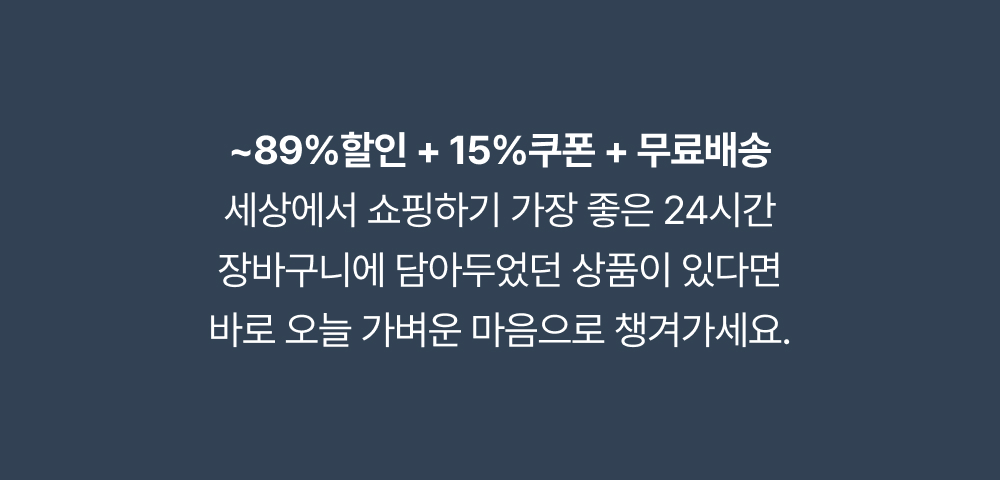 ~89%할인 + 15%쿠폰 + 무료배송
세상에서 쇼핑하기 가장 좋은 24시간
장바구니에 담아두었던 상품이 있다면
바로 오늘 가벼운 마음으로 챙겨가세요.